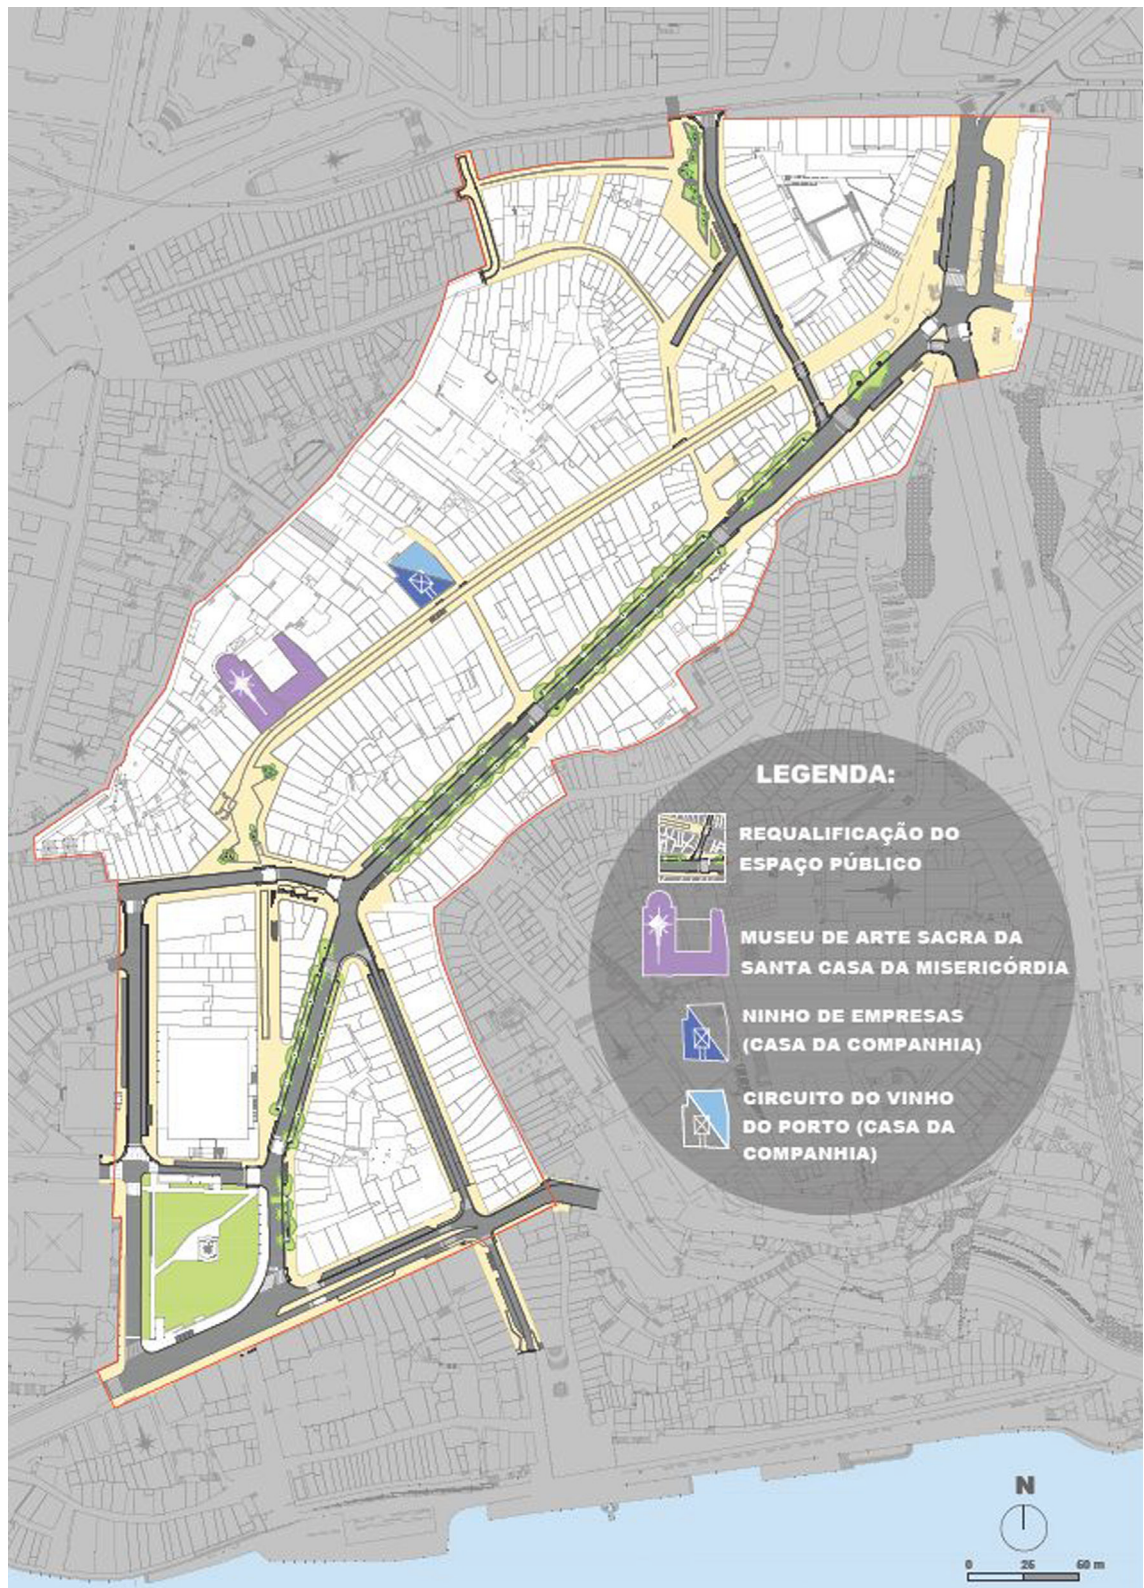 LEGENDA:
REQUALIFICAÇÃO DO
ESPAÇO PÚBLICO
MUSEU DE ARTE SACRA DA
SANTA CASA DA MISERICÓRDIA
NINHO DE EMPRESAS
(CASA DA COMPANHIA)
CIRCUITO DO VINHO
DO PORTO (CASA DA
COMPANHIA)
N
0 25 50 m